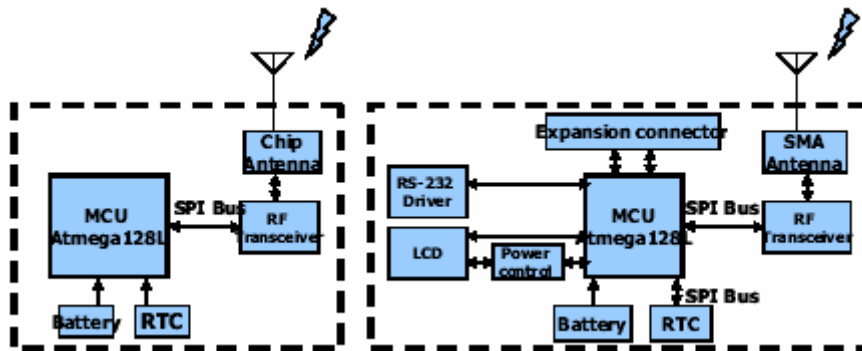 Chip
Antenna
MCU
Atmega128L
SPI Bus
RF
Transceiver
Battery
RTC
Expansion connector
SMA
Antenna
RS-232
Driver
MCU
Atmega128L
SPI Bus
RF
Transceiver
LCD
Power
control
SPI Bus
Battery
RTC